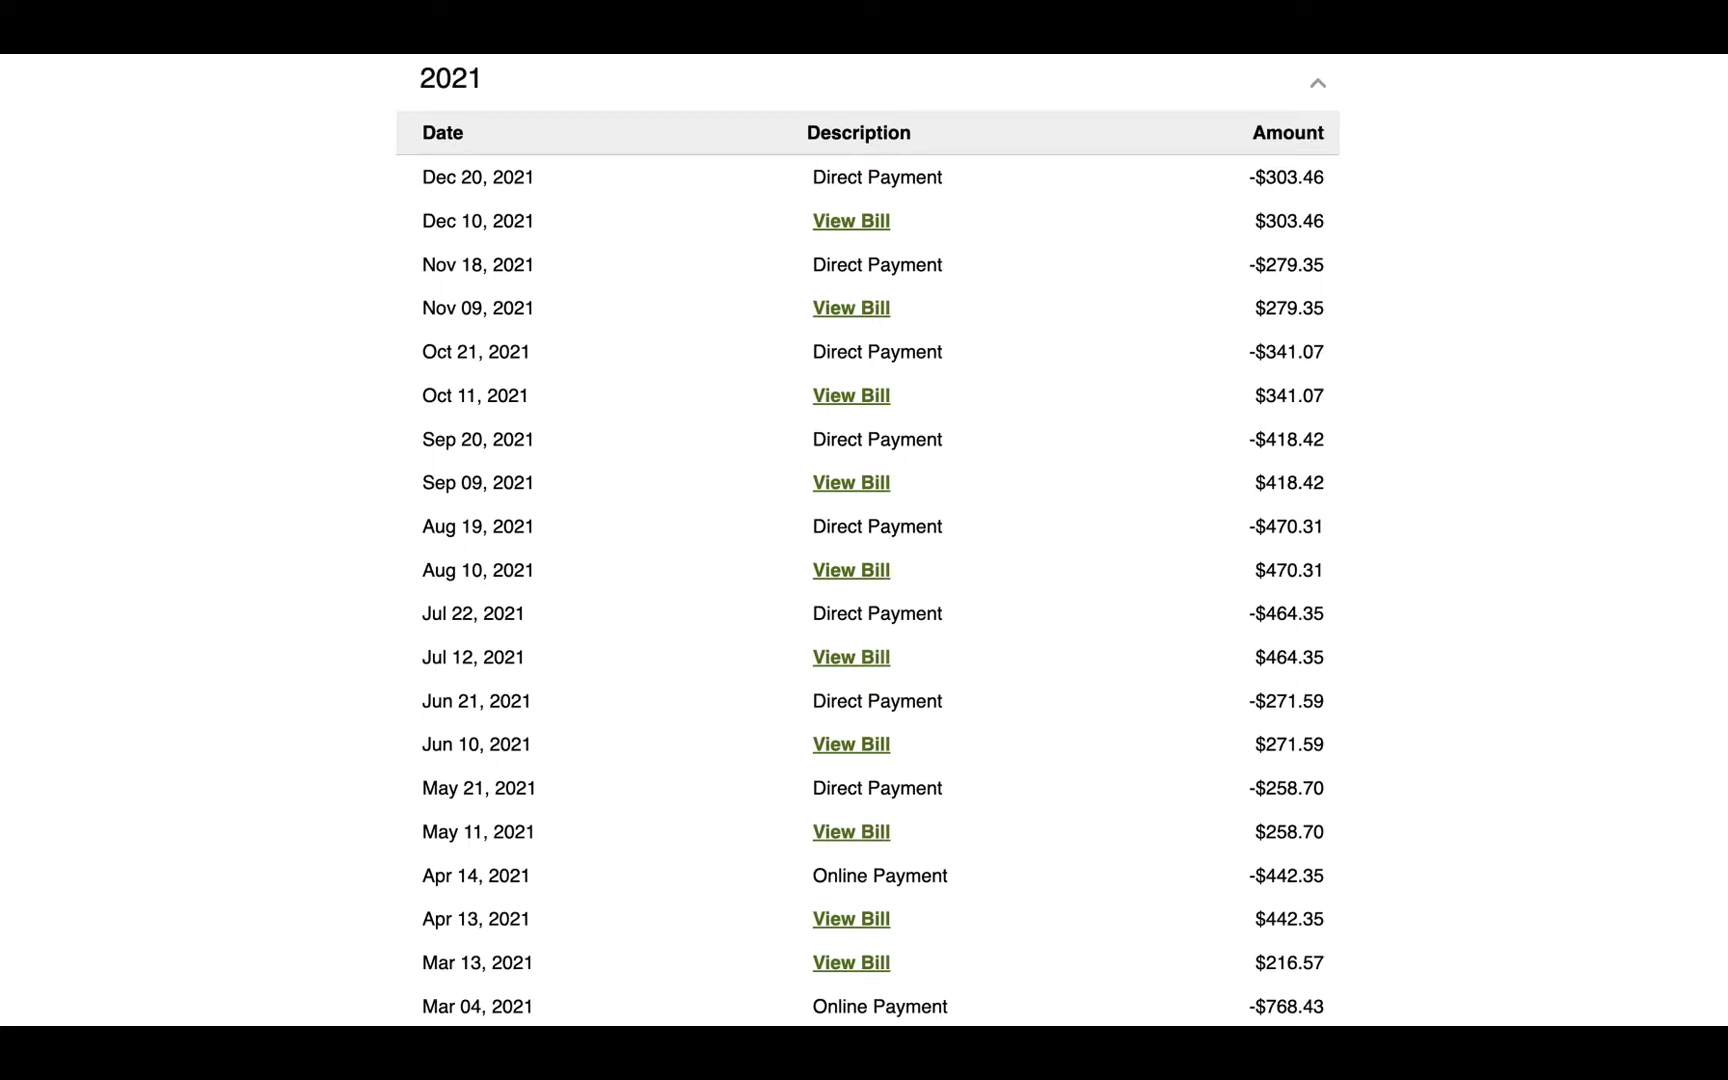 2021
Date Description Amount
Dec 20, 2021 Direct Payment -$303.46
Dec 10, 2021 View Bill $303.46
Nov 18, 2021 Direct Payment -$279.35
Nov 09, 2021 View Bill $279.35
Oct 21, 2021 Direct Payment -$341.07
Oct 11, 2021 View Bill $341.07
Sep 20, 2021 Direct Payment -$418.42
Sep 09, 2021 View Bill $418.42
Aug 19, 2021 Direct Payment -$470.31
Aug 10, 2021 View Bill $470.31
Jul 22, 2021 Direct Payment -$464.35
Jul 12, 2021 View Bill $464.35
Jun 21, 2021 Direct Payment -$271.59
Jun 10, 2021 View Bill $271.59
May 21, 2021 Direct Payment -$258.70
May 11, 2021 View Bill $258.70
Apr 14, 2021 Online Payment -$442.35
Apr 13, 2021 View Bill $442.35
Mar 13, 2021 View Bill $216.57
Mar 04, 2021 Online Payment -$768.43